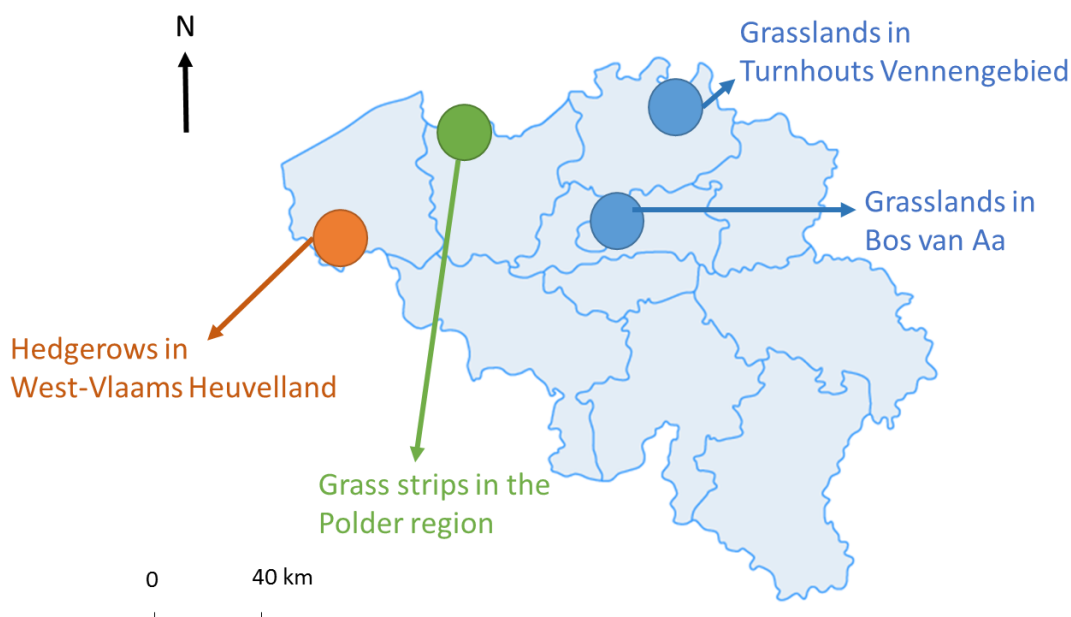 N
Grasslands in
Turnhouts Vennengebied
Grasslands in
Bos van Aa
Hedgerows in
West-Vlaams Heuvelland
Grass strips in the
Polder region
0 40 km